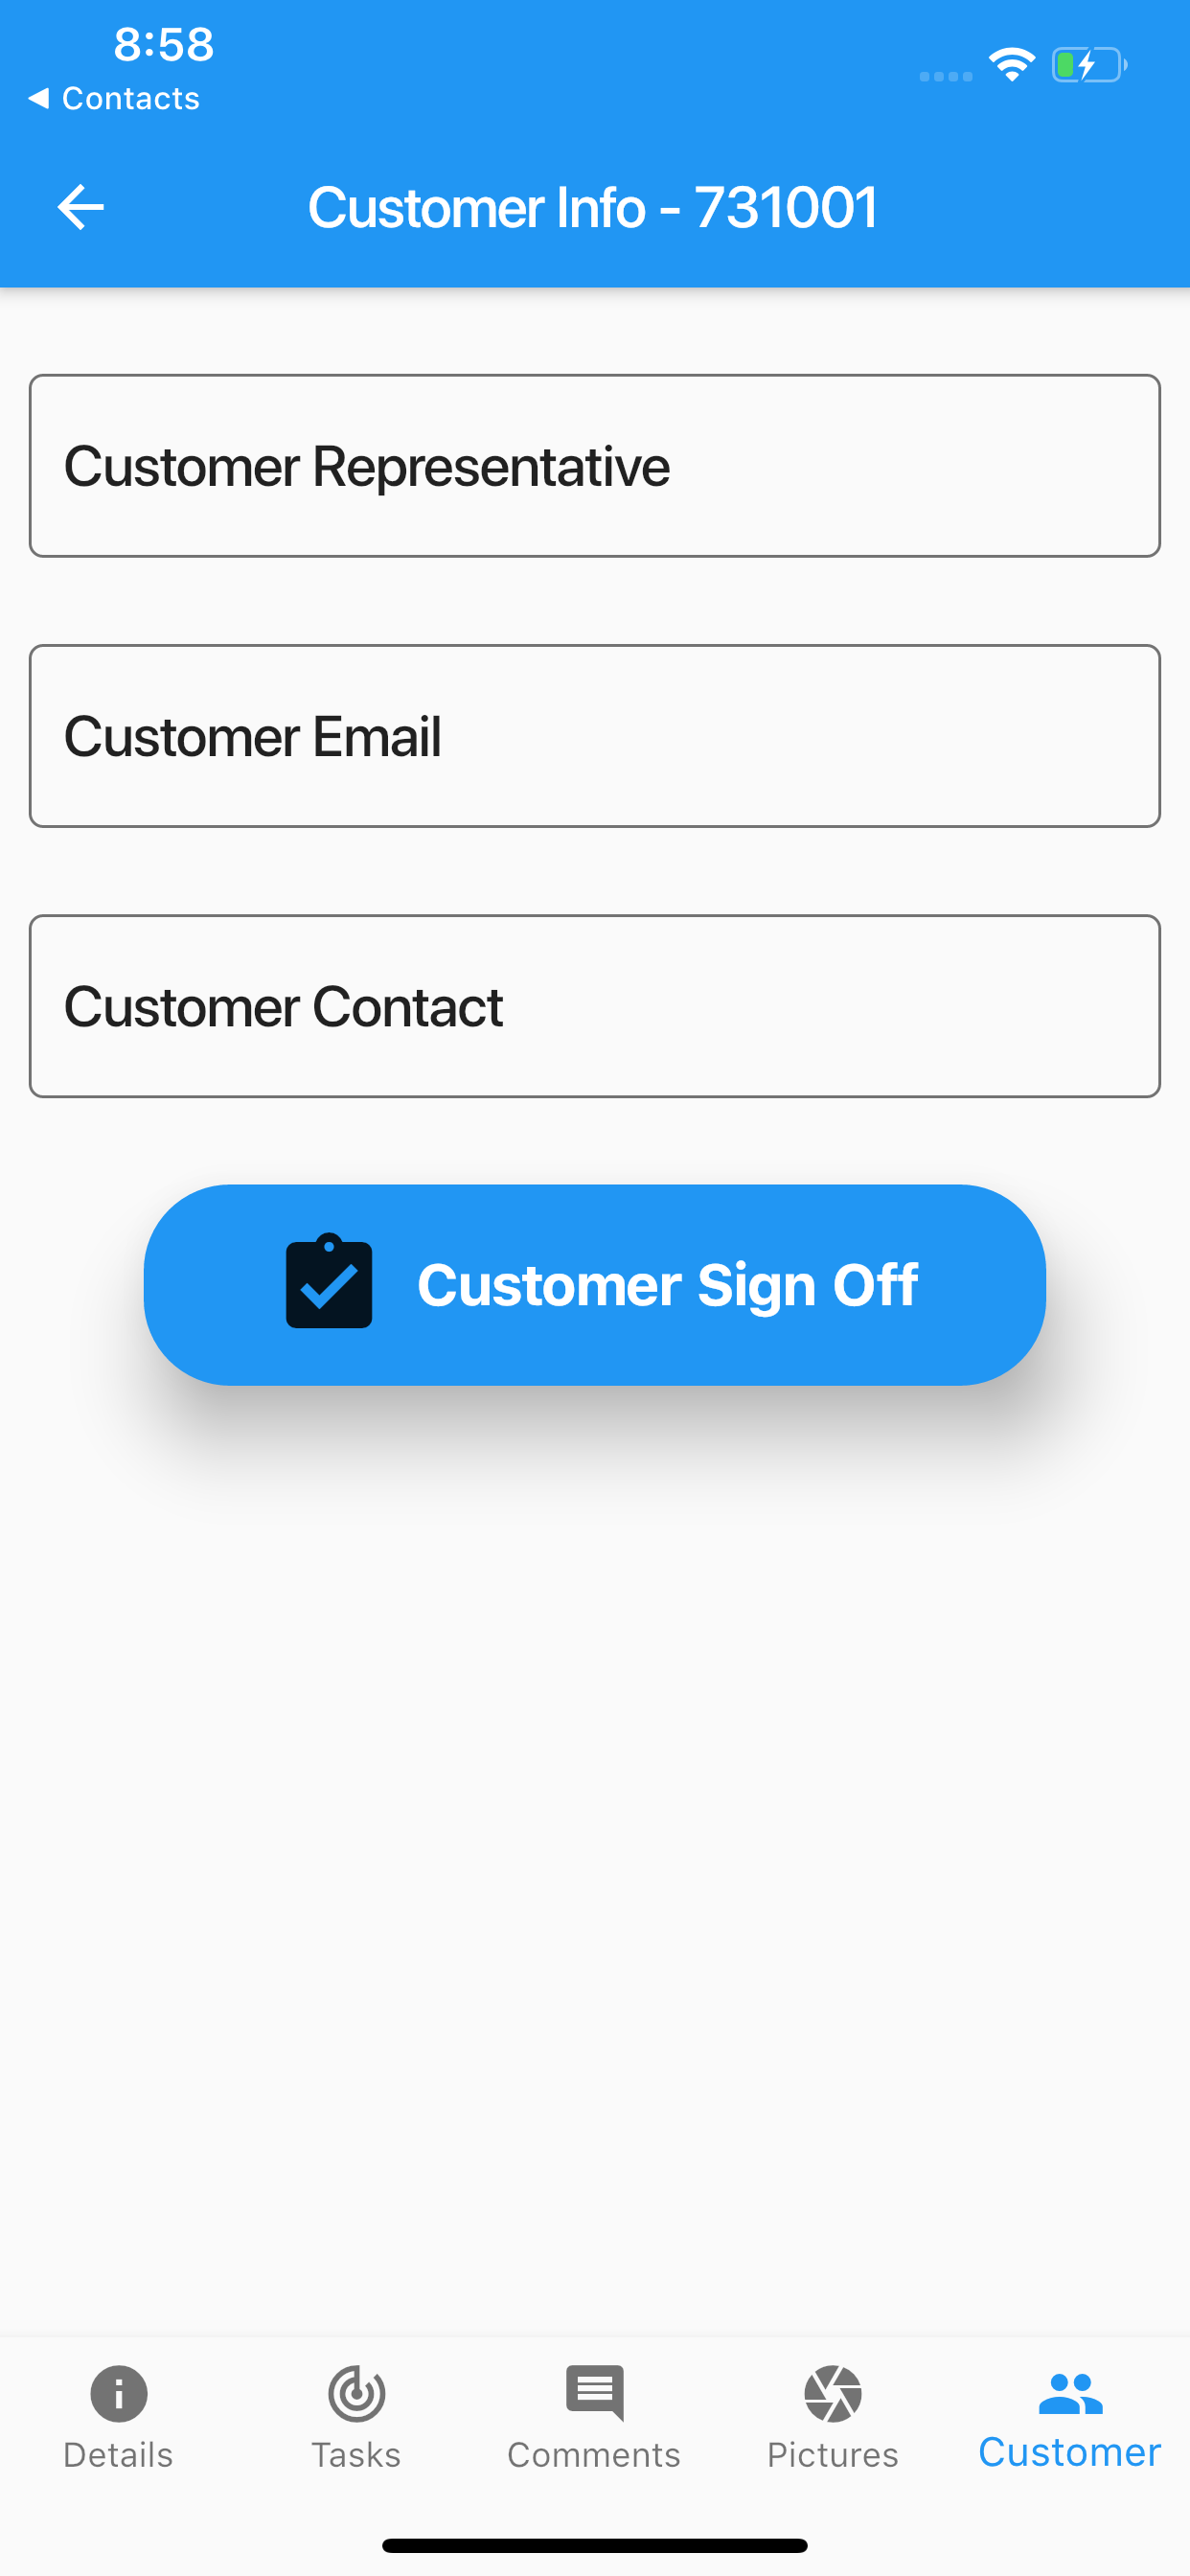 8:58
Contacts
Customer Info - 731001
Customer Representative
Customer Email
Customer Contact
Customer Sign Off
Details
Tasks
Comments
Pictures
Customer